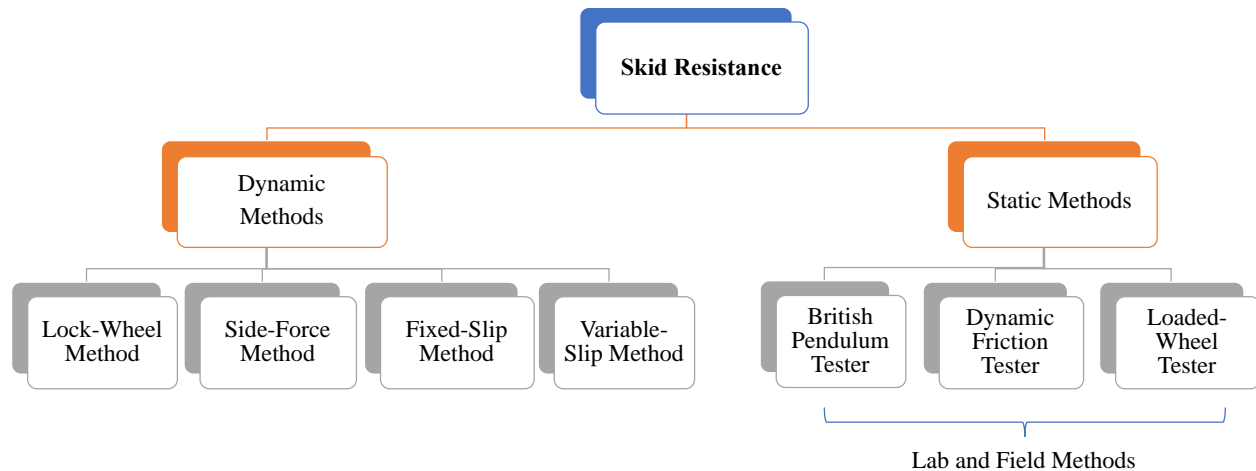 Skid Resistance
Dynamic
Methods
Static Methods
Lock-Wheel
Method
Side-Force
Method
Fixed-Slip
Method
Variable-
Slip Method
British
Pendulum
Tester
Dynamic
Friction
Tester
Loaded-
Wheel
Tester
Lab and Field Methods